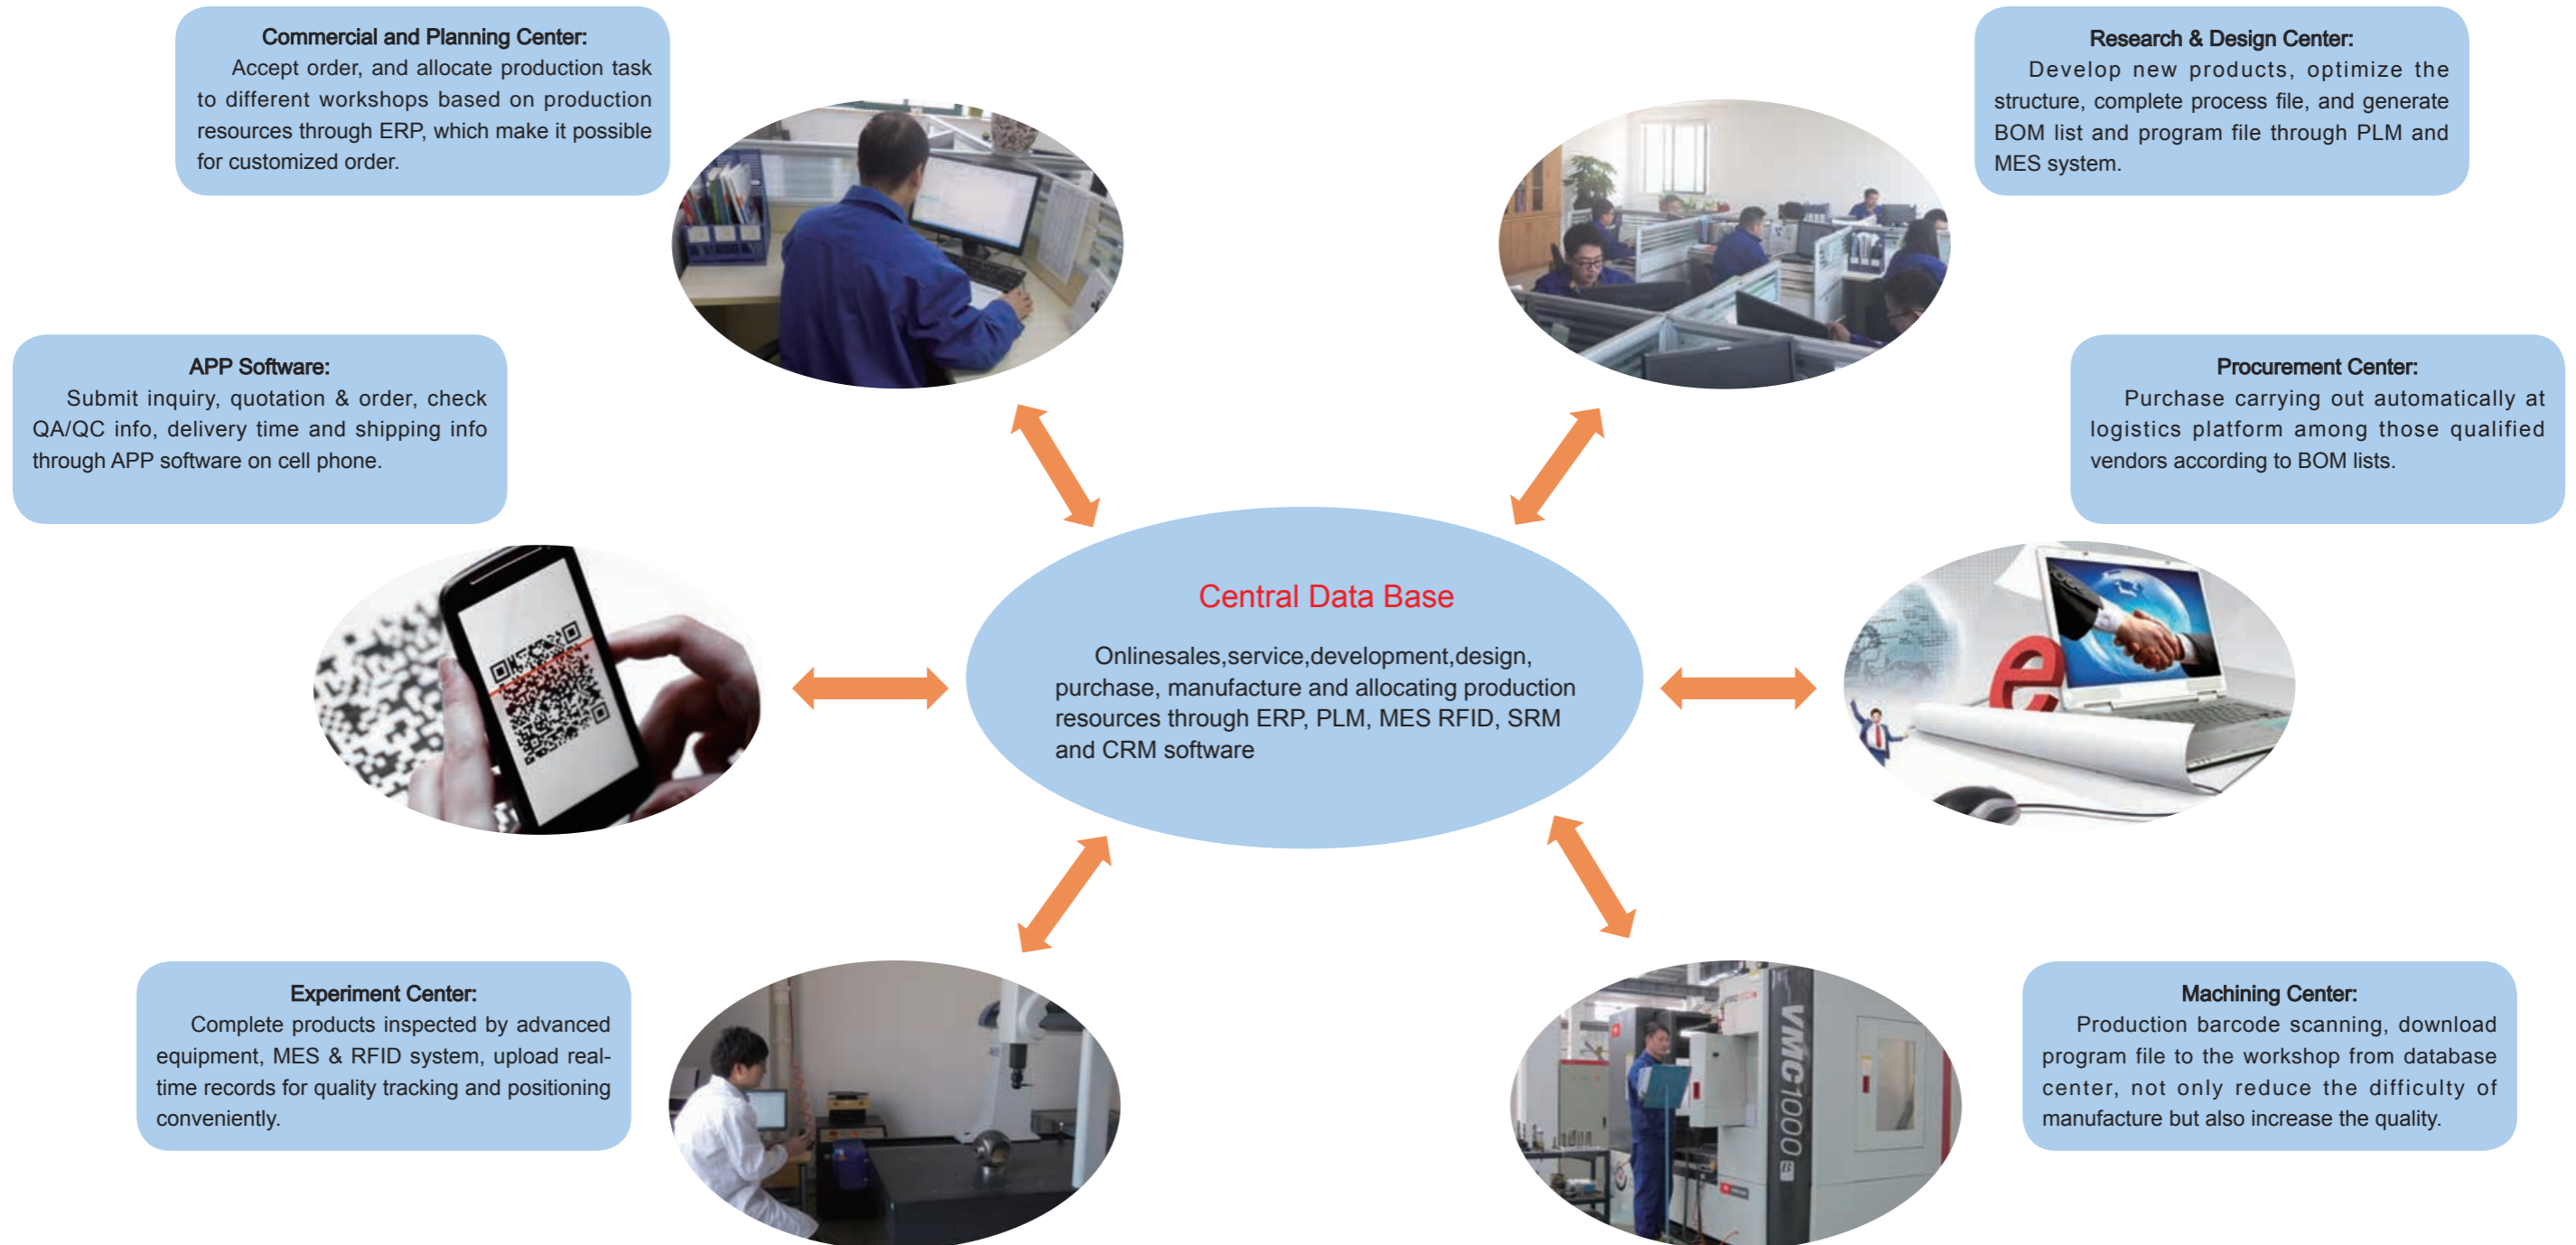 Commercial and Planning Center:
Accept order, and allocate production task
to different workshops based on production
resources through ERP, which make it possible
for customized order.
Research & Design Center:
Develop new products, optimize the
structure, complete process file, and generate
BOM list and program file through PLM and
MES system.
APP Software:
Submit inquiry, quotation & order, check
QA/QC info, delivery time and shipping info
through APP software on cell phone.
Procurement Center:
Purchase carrying out automatically at
logistics platform among those qualified
vendors according to BOM lists.
Central Data Base
Onlinesales,service,development,design,
purchase, manufacture and allocating production
resources through ERP, PLM, MES RFID, SRM
and CRM software
e
Experiment Center:
Complete products inspected by advanced
equipment, MES & RFID system, upload real-
time records for quality tracking and positioning
conveniently.
VMC1000B
Machining Center:
Production barcode scanning, download
program file to the workshop from database
center, not only reduce the difficulty of
manufacture but also increase the quality.